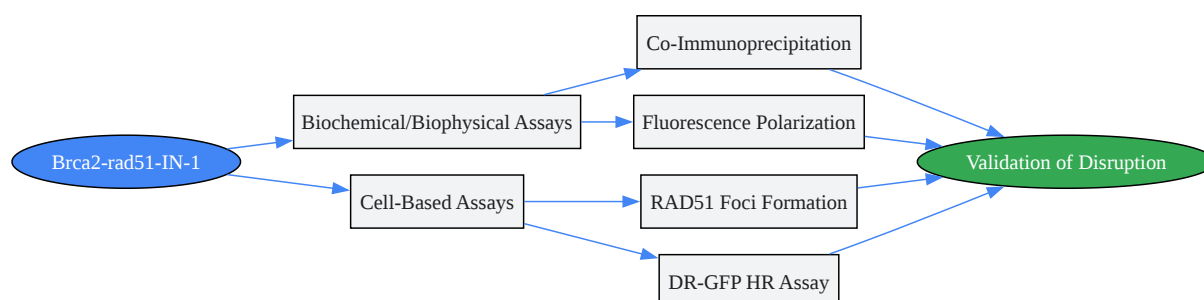 Brca2-rad51-IN-1
Biochemical/Biophysical Assays
Cell-Based Assays
Co-Immunoprecipitation
Fluorescence Polarization
RAD51 Foci Formation
DR-GFP HR Assay
Validation of Disruption